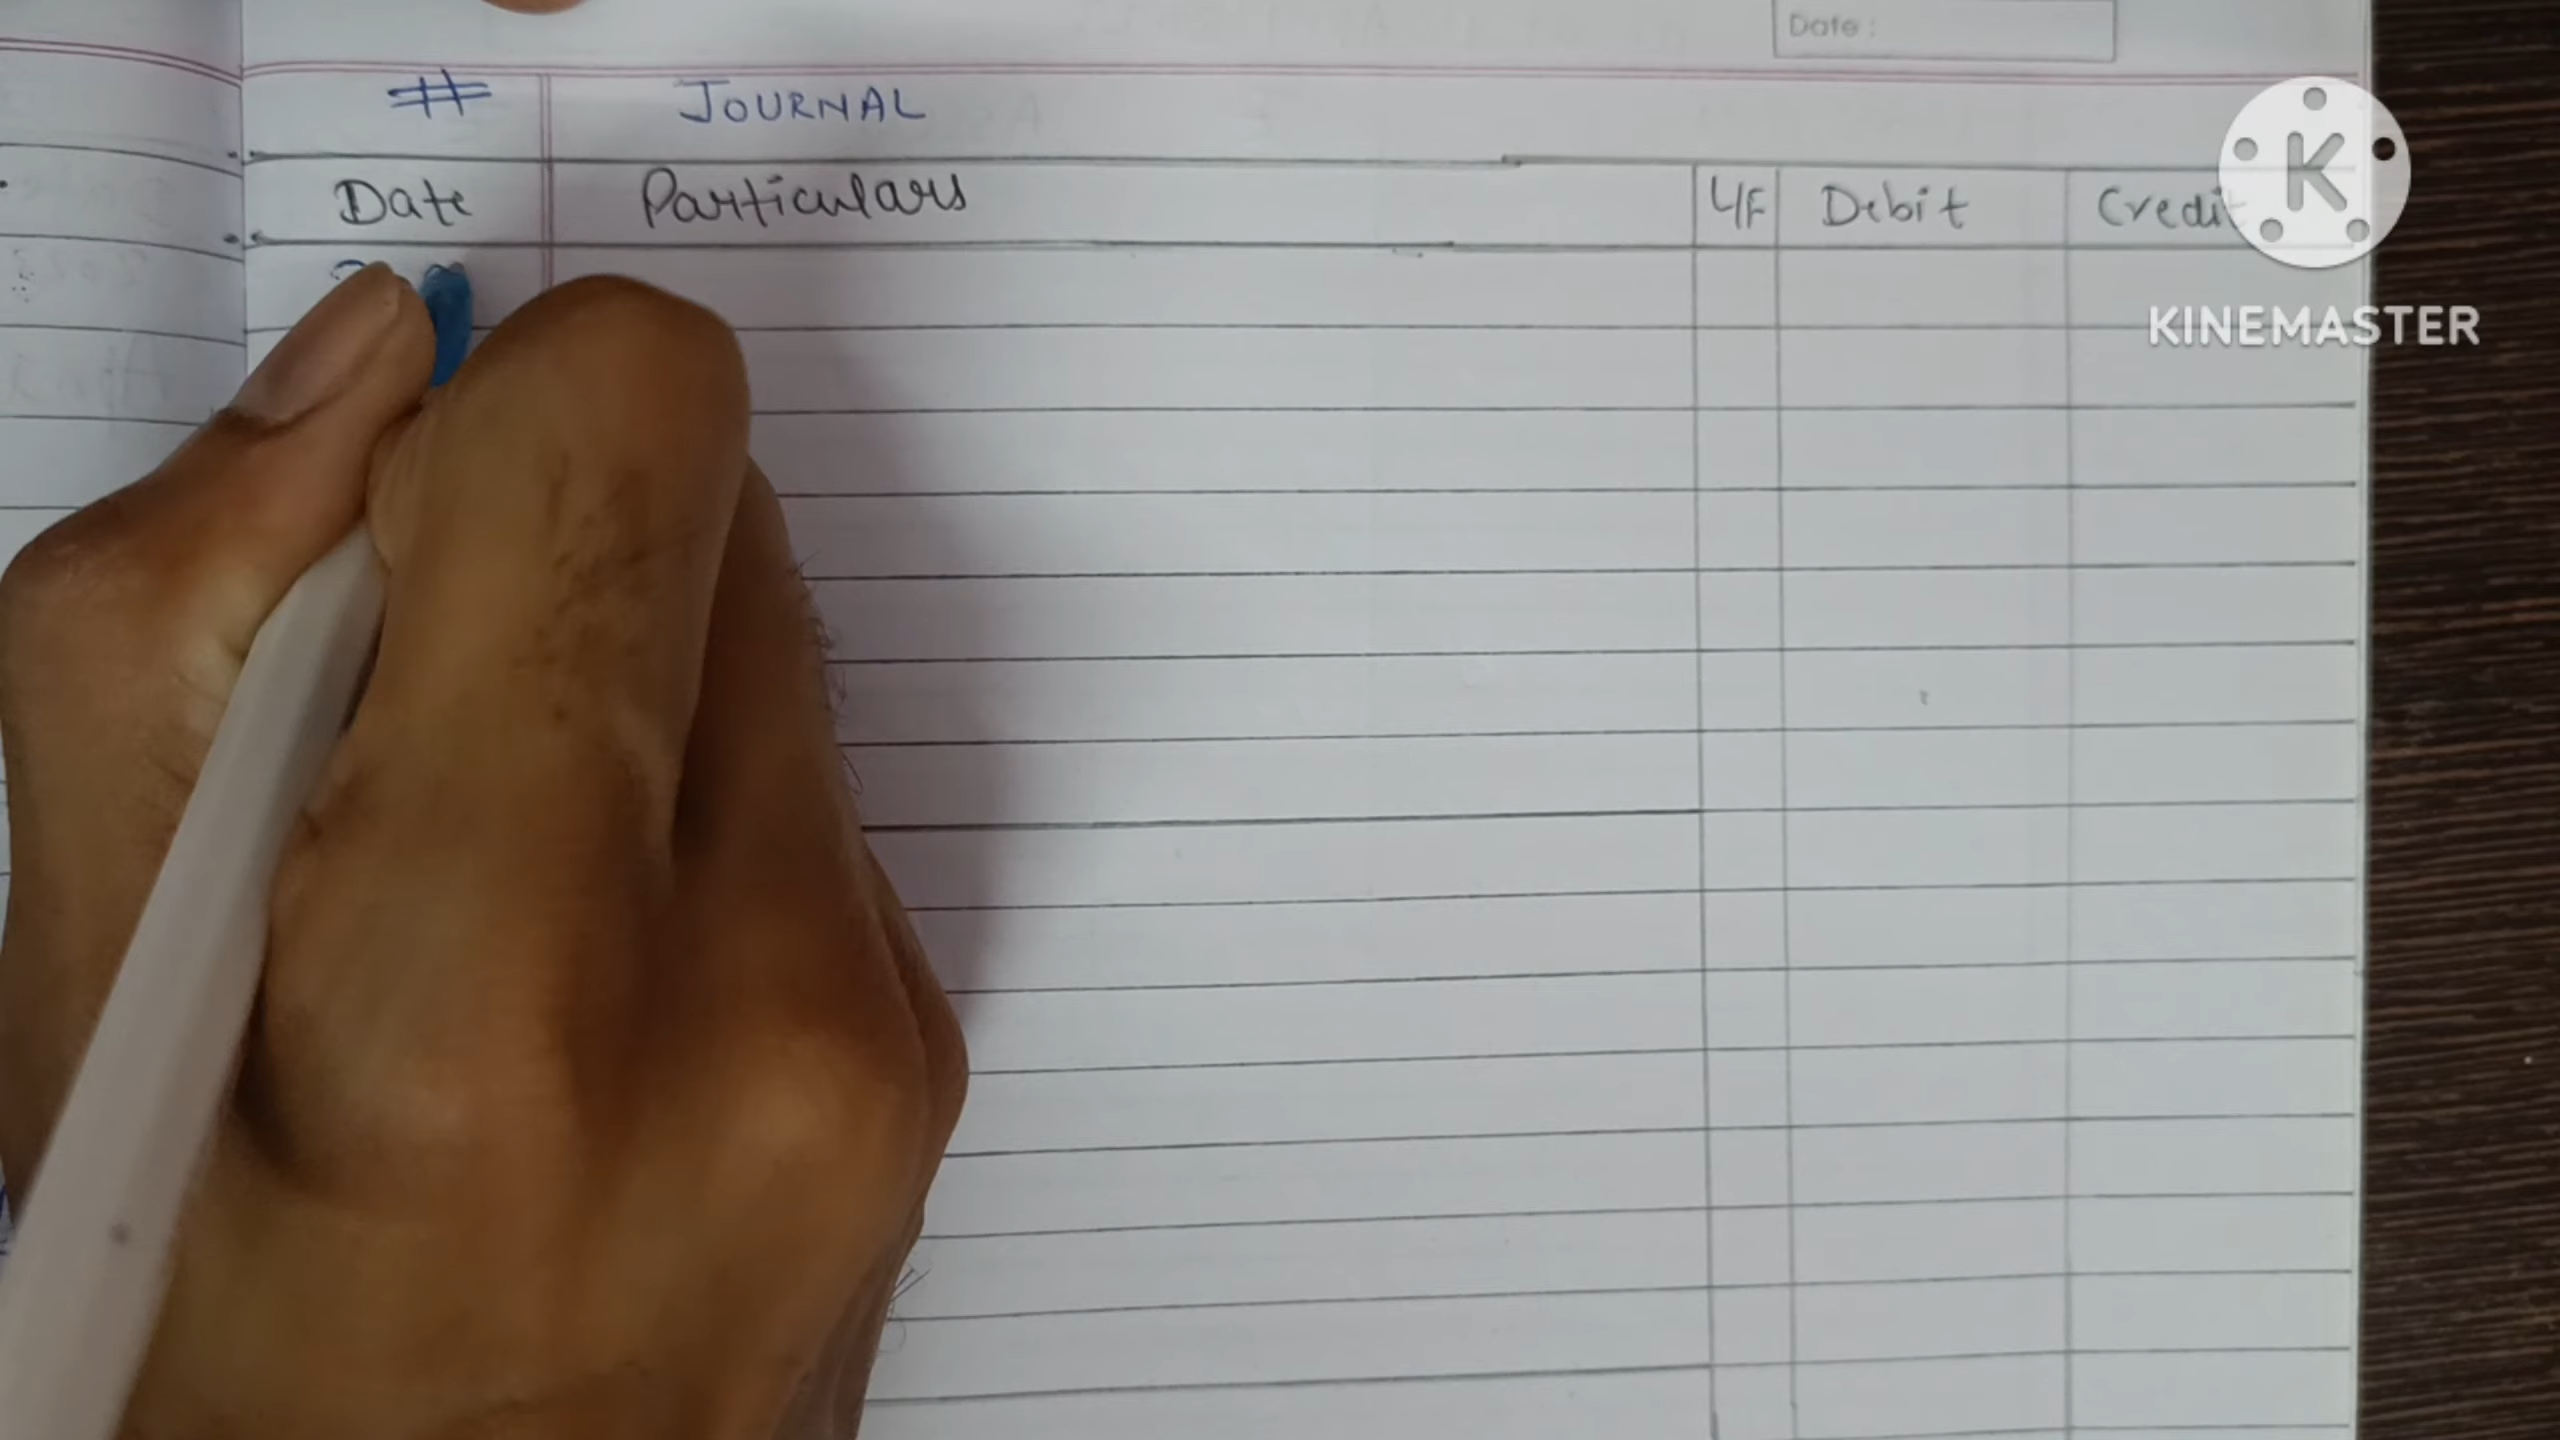 Date:
# JOURNAL
Date Particulars L/F Debit Credit
K
KINEMASTER